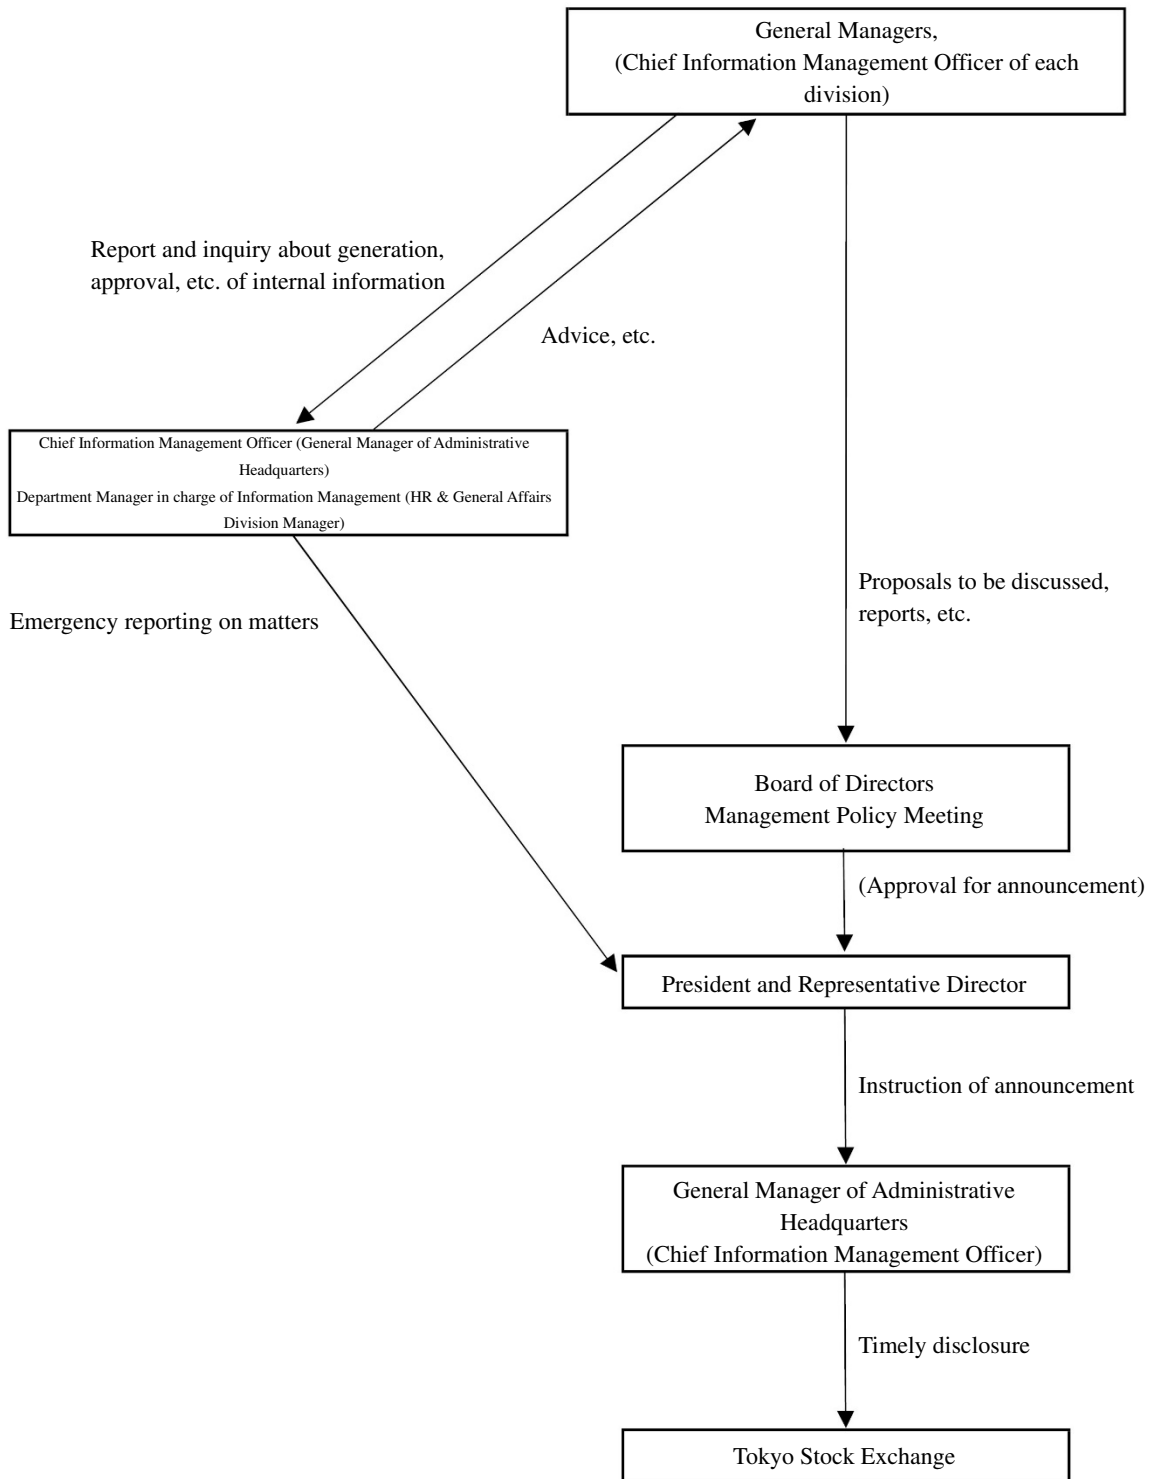 General Managers,
(Chief Information Management Officer of each
division)
Report and inquiry about generation,
approval, etc. of internal information
Advice, etc.
Chief Information Management Officer (General Manager of Administrative
Headquarters)
Department Manager in charge of Information Management (HR & General Affairs
Division Manager)
Emergency reporting on matters
Proposals to be discussed,
reports, etc.
Board of Directors
Management Policy Meeting
(Approval for announcement)
President and Representative Director
Instruction of announcement
General Manager of Administrative
Headquarters
(Chief Information Management Officer)
Timely disclosure
Tokyo Stock Exchange